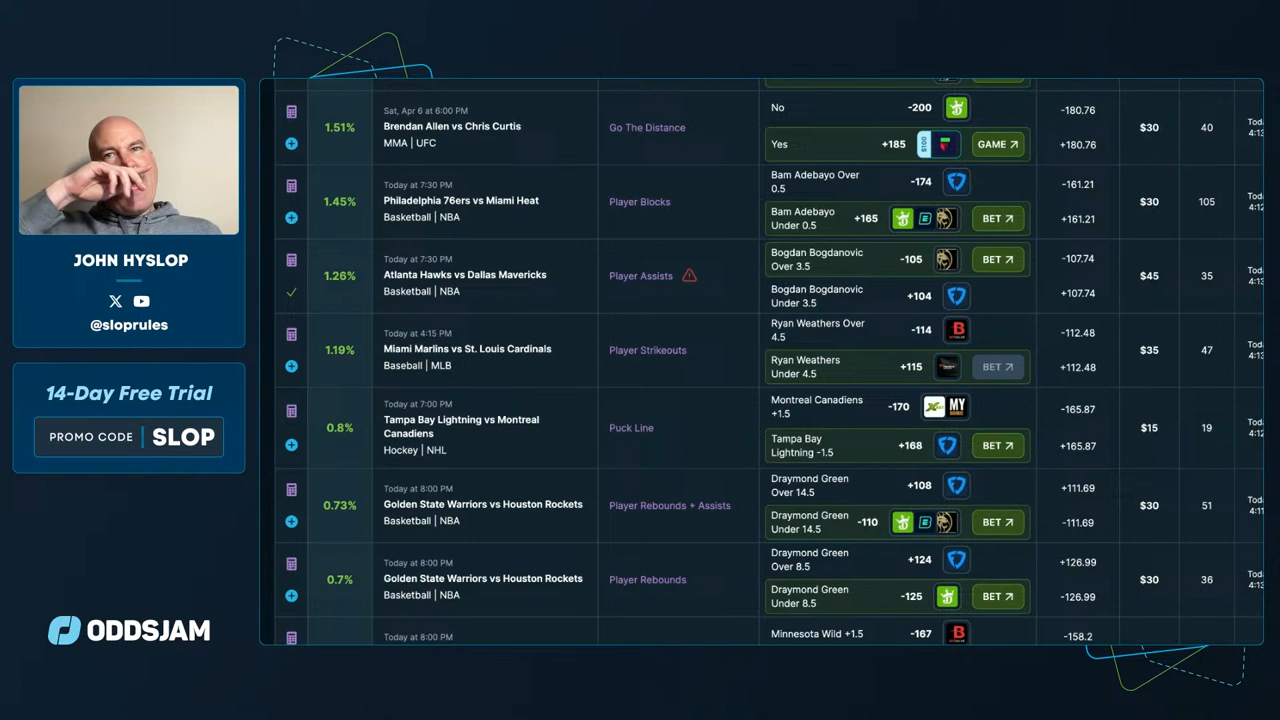 JOHN HYSLOP
@sloprules
14-Day Free Trial
PROMO CODE | SLOP
ODDSJAM
1.51%
Sat, Apr 6 at 6:00 PM
Brendan Allen vs Chris Curtis
MMA | UFC
Go The Distance
No
-200
Yes
+185
$100
GAME
-180.76
+180.76
$30
40
1.45%
Today at 7:30 PM
Philadelphia 76ers vs Miami Heat
Basketball | NBA
Player Blocks
Bam Adebayo Over
0.5
-174
Bam Adebayo
Under 0.5
+165
BET
-161.21
+161.21
$30
105
1.26%
Today at 7:30 PM
Atlanta Hawks vs Dallas Mavericks
Basketball | NBA
Player Assists
Bogdan Bogdanovic
Over 3.5
-105
BET
Bogdan Bogdanovic
Under 3.5
+104
-107.74
+107.74
$45
35
1.19%
Today at 4:15 PM
Miami Marlins vs St. Louis Cardinals
Baseball | MLB
Player Strikeouts
Ryan Weathers Over
4.5
-114
B
Ryan Weathers
Under 4.5
+115
BET
-112.48
+112.48
$35
47
0.8%
Today at 7:00 PM
Tampa Bay Lightning vs Montreal
Canadiens
Hockey | NHL
Puck Line
Montreal Canadiens
+1.5
-170
MY
Tampa Bay
Lightning -1.5
+168
BET
-165.87
+165.87
$15
19
0.73%
Today at 8:00 PM
Golden State Warriors vs Houston Rockets
Basketball | NBA
Player Rebounds + Assists
Draymond Green
Over 14.5
+108
Draymond Green
Under 14.5
-110
BET
+111.69
-111.69
$30
51
0.7%
Today at 8:00 PM
Golden State Warriors vs Houston Rockets
Basketball | NBA
Player Rebounds
Draymond Green
Over 8.5
+124
Draymond Green
Under 8.5
-125
BET
+126.99
-126.99
$30
36
Today at 8:00 PM
Minnesota Wild +1.5
-167
B
-158.2